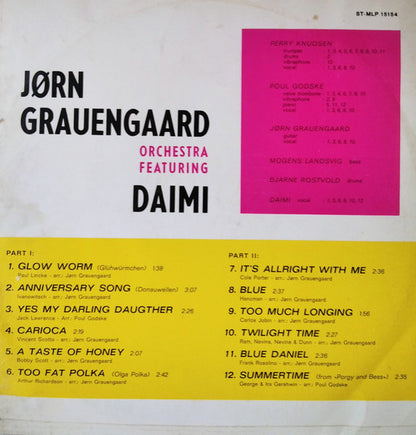 ST-MLP 15184
JØRN
GRAUENGAARD
ORCHESTRA
FEATURING
DAIMI
PERRY KNUDSEN
trumpet
drums
vibraphone
vocal
POUL GODSKE
valve trombone
vibraphone
piano
vocal
JØRN GRAUENGAARD
guitar
vocal
MOGENS LANDSVIG bass
BJARNE ROSTVOLD drums
DAIMI vocal
PART I:
1. GLOW WORM (Glühwürmchen) 1:38
Paul Lincke - arr.: Jørn Grauengaard
2. ANNIVERSARY SONG (Donauwellen) 3:07
Ivanowitsch - arr.: Jørn Grauengaard
3. YES MY DARLING DAUGTHER 2:26
Jack Lawrence - Arr.: Poul Godske
4. CARIOCA 2:19
Vincent Scotto - arr.: Jørn Grauengaard
5. A TASTE OF HONEY 2:07
Bobby Scott - arr.: Jørn Grauengaard
6. TOO FAT POLKA (Olga Polka) 2:42
Arthur Richardson - arr.: Jørn Grauengaard
PART II:
7. IT'S ALLRIGHT WITH ME 2:36
Cole Porter - arr.: Jørn Grauengaard
8. BLUE 2:37
Handman - arr.: Jørn Grauengaard
9. TOO MUCH LONGING 1:56
Carlos Jobin - arr.: Jørn Grauengaard
10. TWILIGHT TIME 2:27
Ram, Nevins, Nevins & Dunn - arr.: Jørn Grauengaard
11. BLUE DANIEL 2:36
Frank Rosolino - arr.: Jørn Grauengaard
12. SUMMERTIME (from »Porgy and Bess«) 2:35
George & Ira Gershwin - arr.: Poul Godske